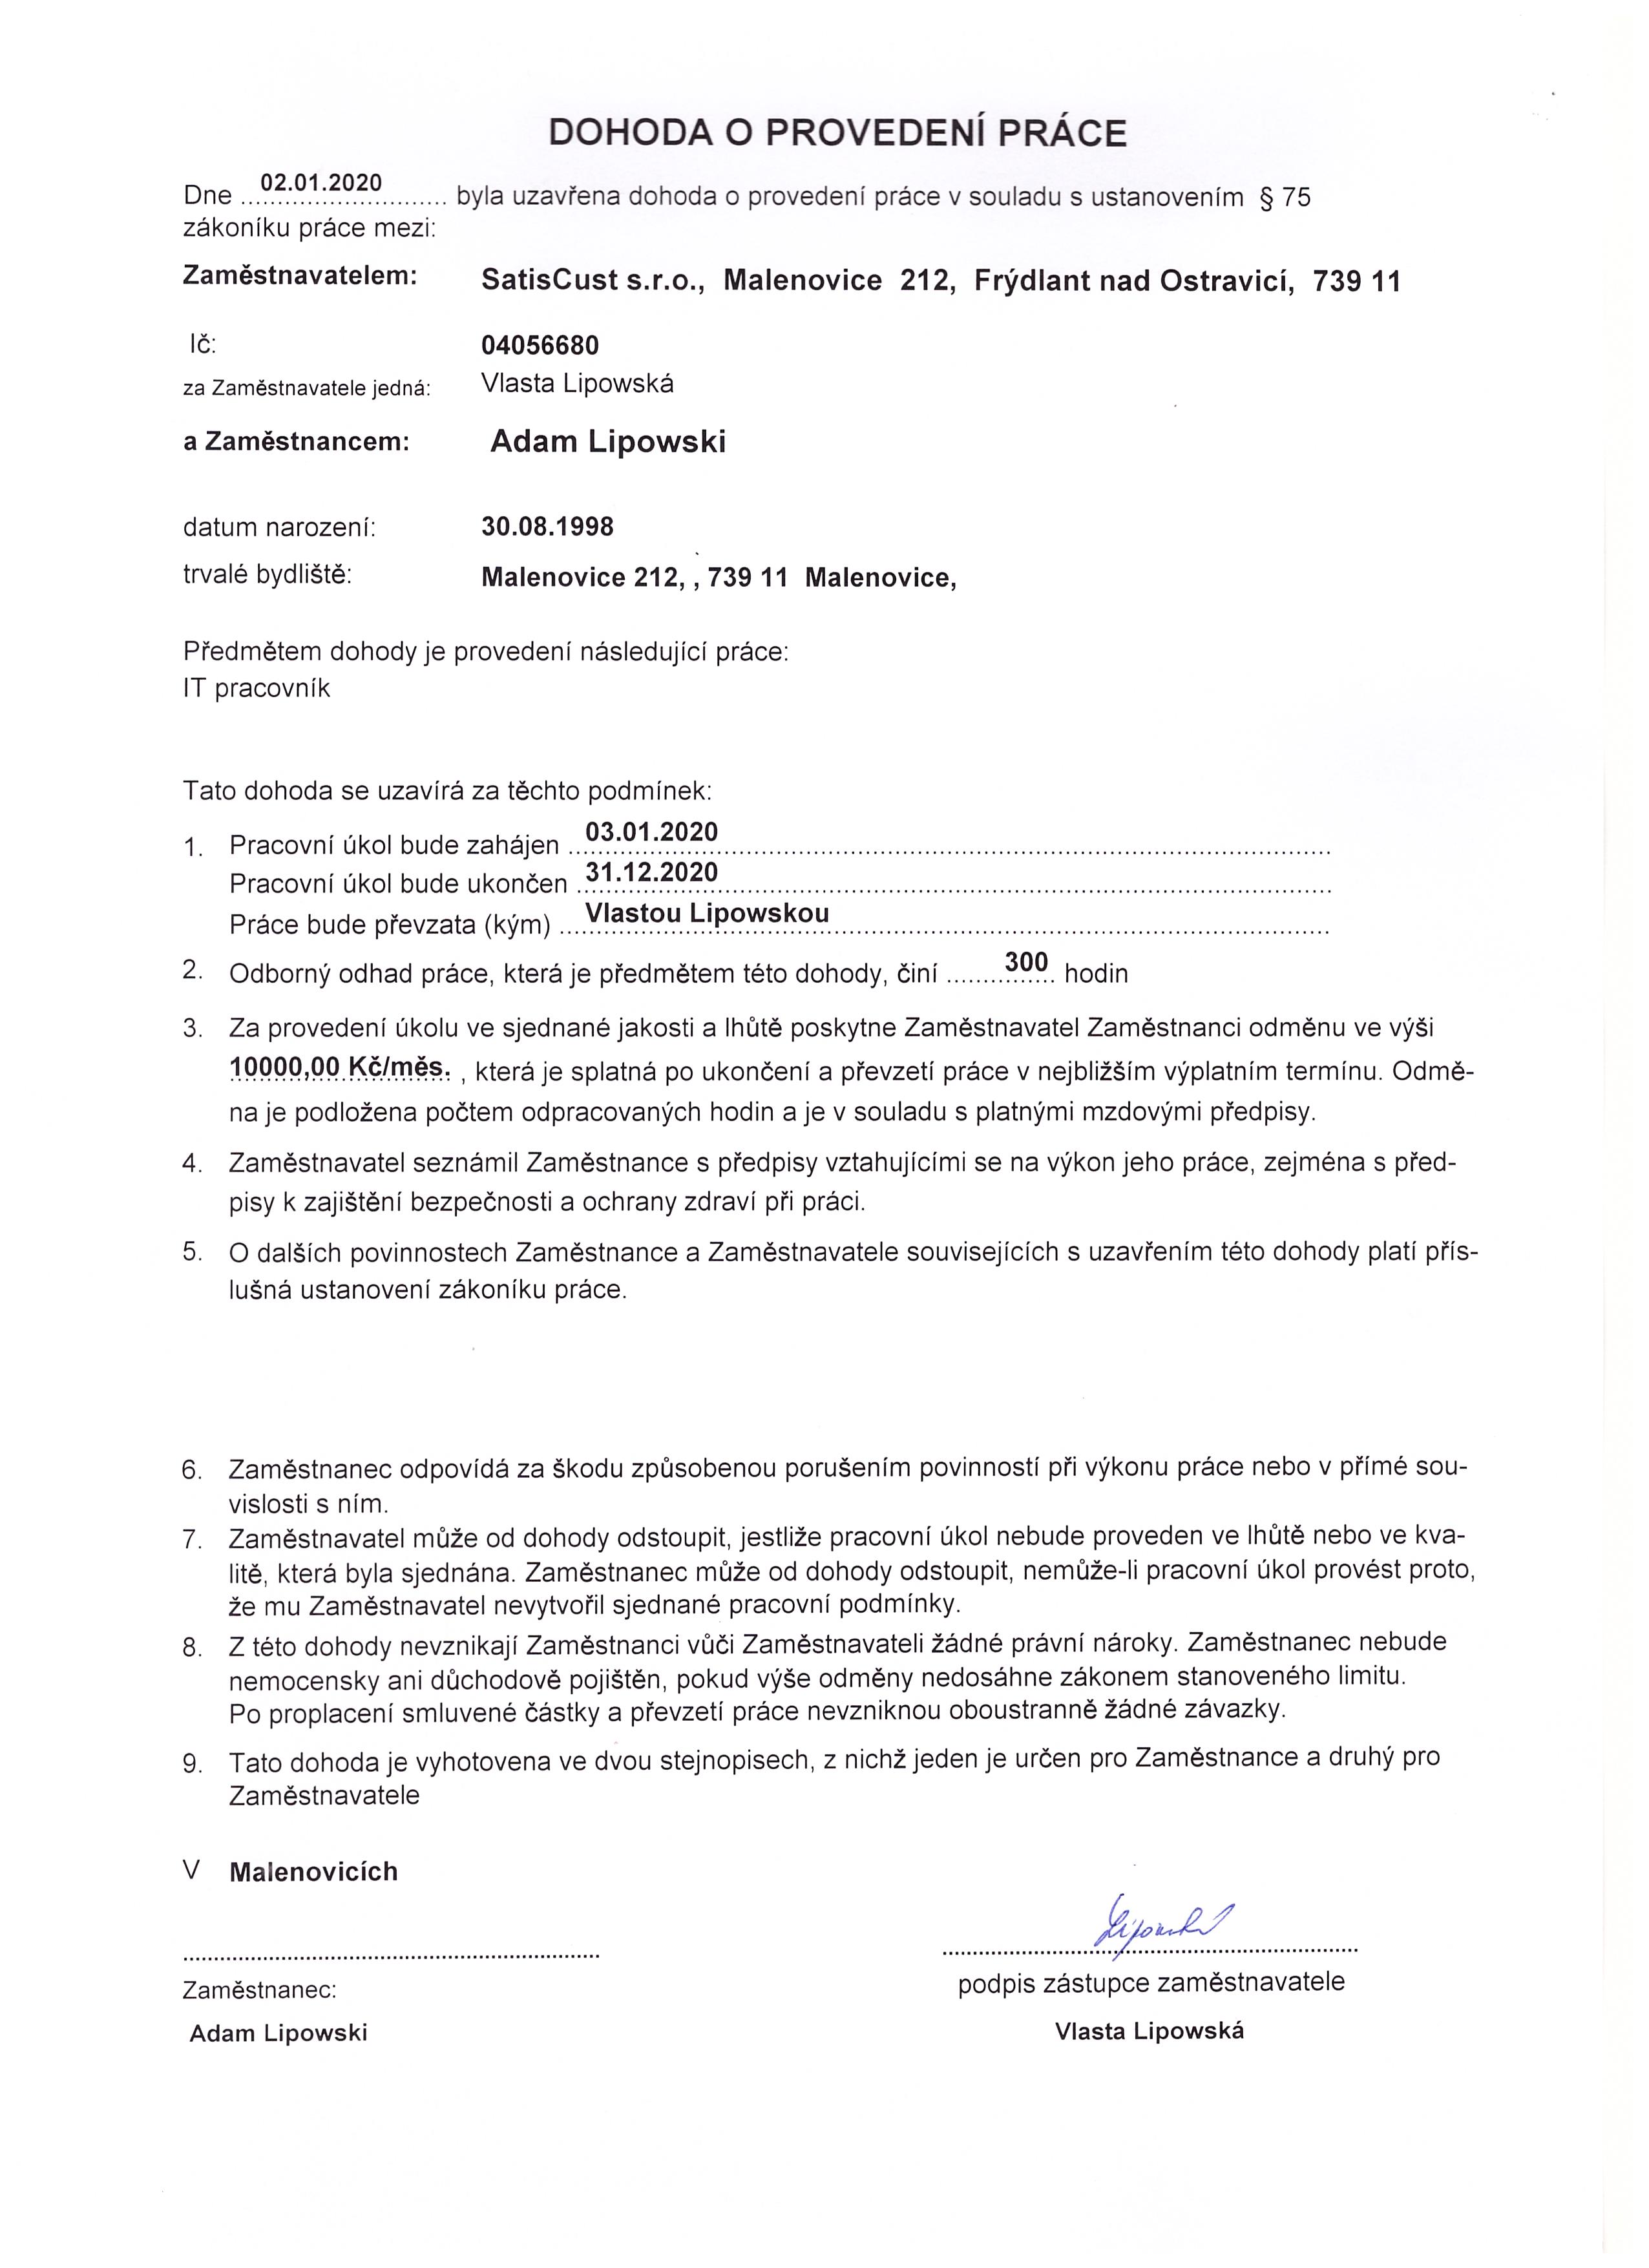 DOHODA O PROVEDENÍ PRÁCE
Dne 02.01.2020 byla uzavřena dohoda o provedení práce v souladu s ustanovením § 75
zákoníku práce mezi:
Zaměstnavatelem: SatisCust s.r.o., Malenovice 212, Frýdlant nad Ostravicí, 739 11
Ič: 04056680
za Zaměstnavatele jedná: Vlasta Lipowská
a Zaměstnancem: Adam Lipowski
datum narození: 30.08.1998
trvalé bydliště: Malenovice 212, , 739 11 Malenovice,
Předmětem dohody je provedení následující práce:
IT pracovník
Tato dohoda se uzavírá za těchto podmínek:
1. Pracovní úkol bude zahájen 03.01.2020
Pracovní úkol bude ukončen 31.12.2020
Práce bude převzata (kým) Vlastou Lipowskou
2. Odborný odhad práce, která je předmětem této dohody, činí 300 hodin
3. Za provedení úkolu ve sjednané jakosti a lhůtě poskytne Zaměstnavatel Zaměstnanci odměnu ve výši
10000,00 Kč/měs. , která je splatná po ukončení a převzetí práce v nejbližším výplatním termínu. Odmě-
na je podložena počtem odpracovaných hodin a je v souladu s platnými mzdovými předpisy.
4. Zaměstnavatel seznámil Zaměstnance s předpisy vztahujícími se na výkon jeho práce, zejména s před-
pisy k zajištění bezpečnosti a ochrany zdraví při práci.
5. O dalších povinnostech Zaměstnance a Zaměstnavatele souvisejících s uzavřením této dohody platí přís-
lušná ustanovení zákoníku práce.
6. Zaměstnanec odpovídá za škodu způsobenou porušením povinností při výkonu práce nebo v přímé sou-
vislosti s ním.
7. Zaměstnavatel může od dohody odstoupit, jestliže pracovní úkol nebude proveden ve lhůtě nebo ve kva-
litě, která byla sjednána. Zaměstnanec může od dohody odstoupit, nemůže-li pracovní úkol provést proto,
že mu Zaměstnavatel nevytvořil sjednané pracovní podmínky.
8. Z této dohody nevznikají Zaměstnanci vůči Zaměstnavateli žádné právní nároky. Zaměstnanec nebude
nemocensky ani důchodově pojištěn, pokud výše odměny nedosáhne zákonem stanoveného limitu.
Po proplacení smluvené částky a převzetí práce nevzniknou oboustranně žádné závazky.
9. Tato dohoda je vyhotovena ve dvou stejnopisech, z nichž jeden je určen pro Zaměstnance a druhý pro
Zaměstnavatele
V Malenovicích
Zaměstnanec: podpis zástupce zaměstnavatele
Adam Lipowski Vlasta Lipowská